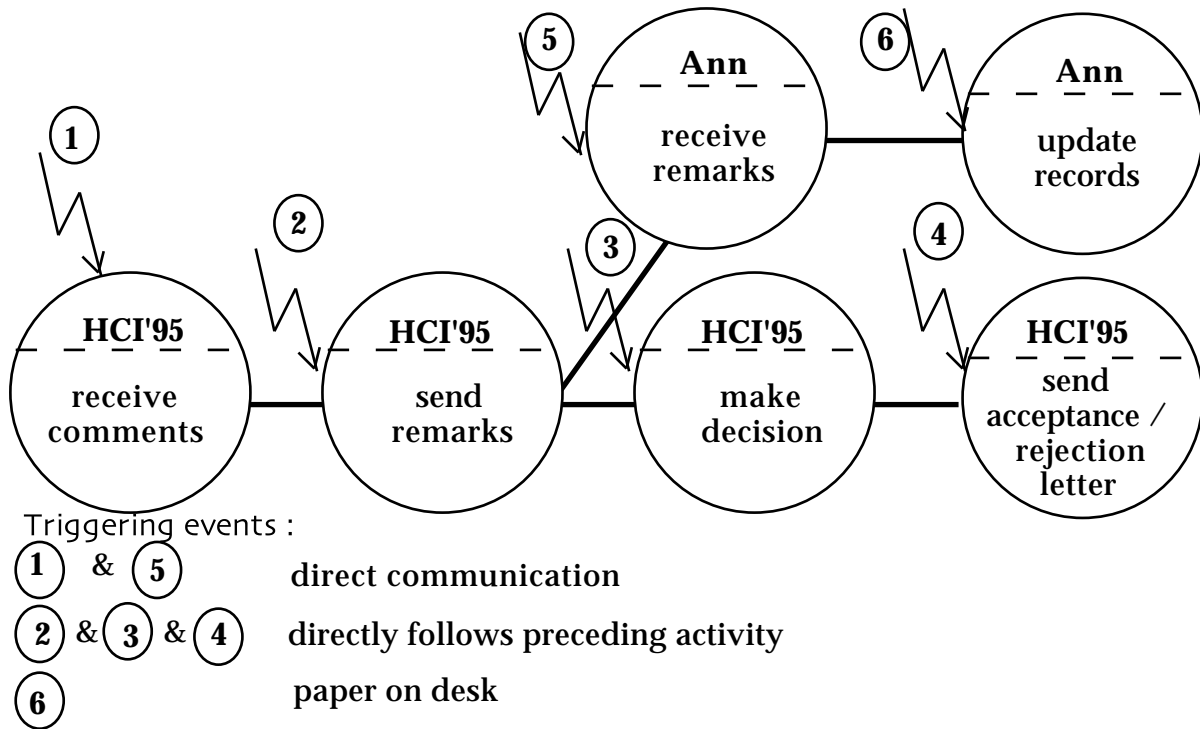 5
6
Ann
Ann
receive
remarks
update
records
1
2
3
4
HCI'95
receive
comments
HCI'95
send
remarks
HCI'95
make
decision
HCI'95
send
acceptance /
rejection
letter
Triggering events :
1 & 5 direct communication
2 & 3 & 4 directly follows preceding activity
6 paper on desk